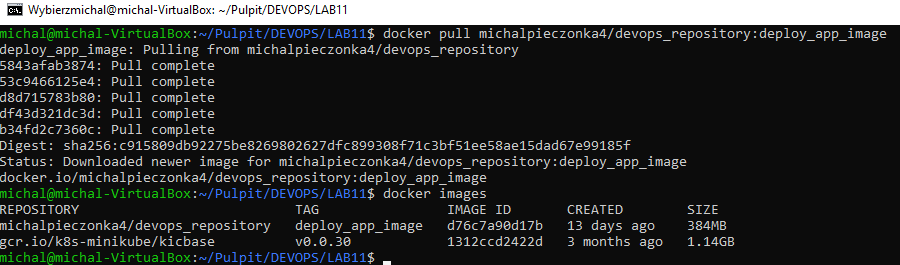 Wybierzmichal@michal-VirtualBox: ~/Pulpit/DEVOPS/LAB11
michal@michal-VirtualBox:~/Pulpit/DEVOPS/LAB11$ docker pull michalpieczonka4/devops_repository:deploy_app_image
deploy_app_image: Pulling from michalpieczonka4/devops_repository
5843afab3874: Pull complete
53c9466125e4: Pull complete
d8d715783b80: Pull complete
df43d321dc3d: Pull complete
b34fd2c7360c: Pull complete
Digest: sha256:c915809db92275be8269802627dfc899308f71c3bf51ee58ae15dad67e99185f
Status: Downloaded newer image for michalpieczonka4/devops_repository:deploy_app_image
docker.io/michalpieczonka4/devops_repository:deploy_app_image
michal@michal-VirtualBox:~/Pulpit/DEVOPS/LAB11$ docker images
REPOSITORY                           TAG                IMAGE ID       CREATED        SIZE
michalpieczonka4/devops_repository   deploy_app_image   d76c7a90d17b   13 days ago    384MB
gcr.io/k8s-minikube/kicbase          v0.0.30            1312ccd2422d   3 months ago   1.14GB
michal@michal-VirtualBox:~/Pulpit/DEVOPS/LAB11$